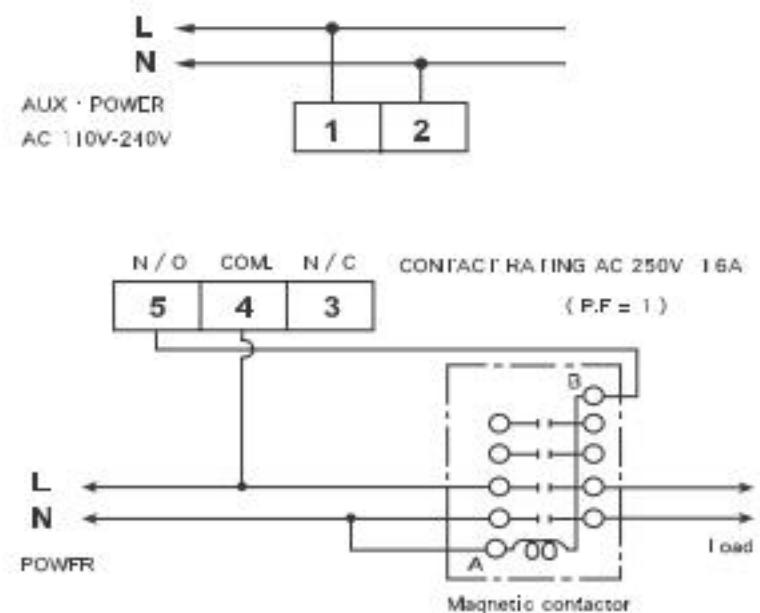 L
N
AUX · POWER
AC 110V-240V
1 2
N / O COM. N / C CONTACT RATING AC 250V 16A
5 4 3 ( P.F = 1 )
B
L
N
A
POWER
Load
Magnetic contactor